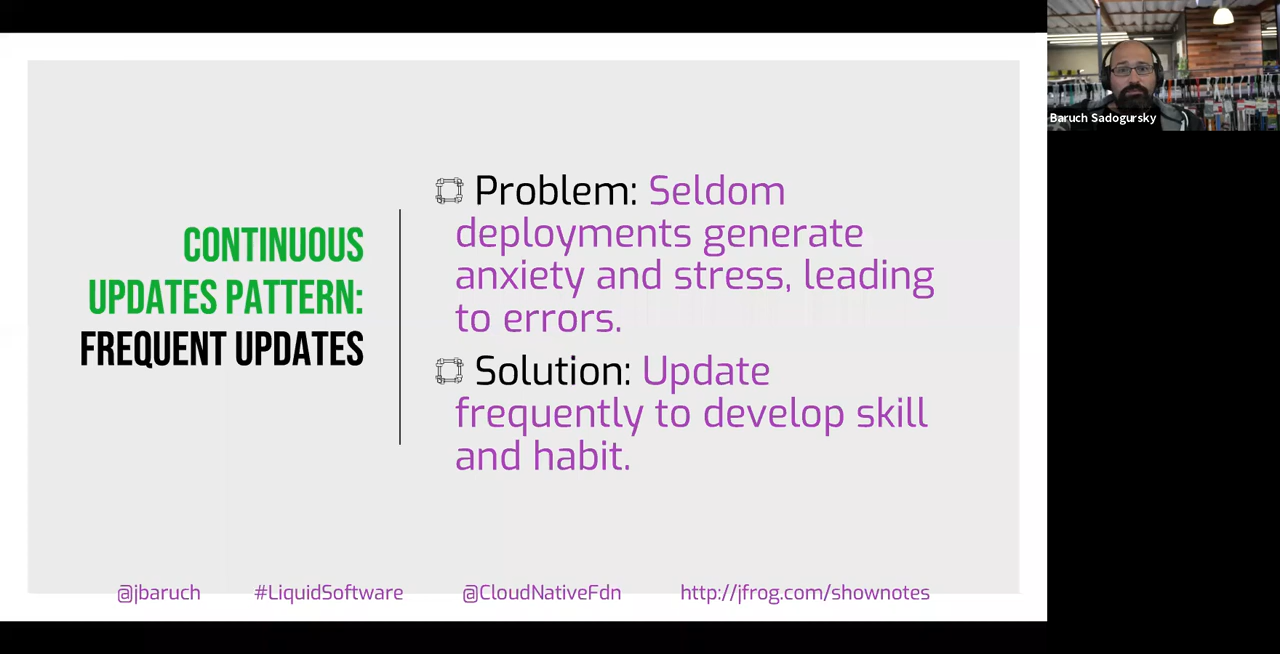 CONTINUOUS
UPDATES PATTERN:
FREQUENT UPDATES
Problem: Seldom
deployments generate
anxiety and stress, leading
to errors.
Solution: Update
frequently to develop skill
and habit.
@jbaruch
#LiquidSoftware
@CloudNativeFdn
http://jfrog.com/shownotes
Baruch Sadogursky